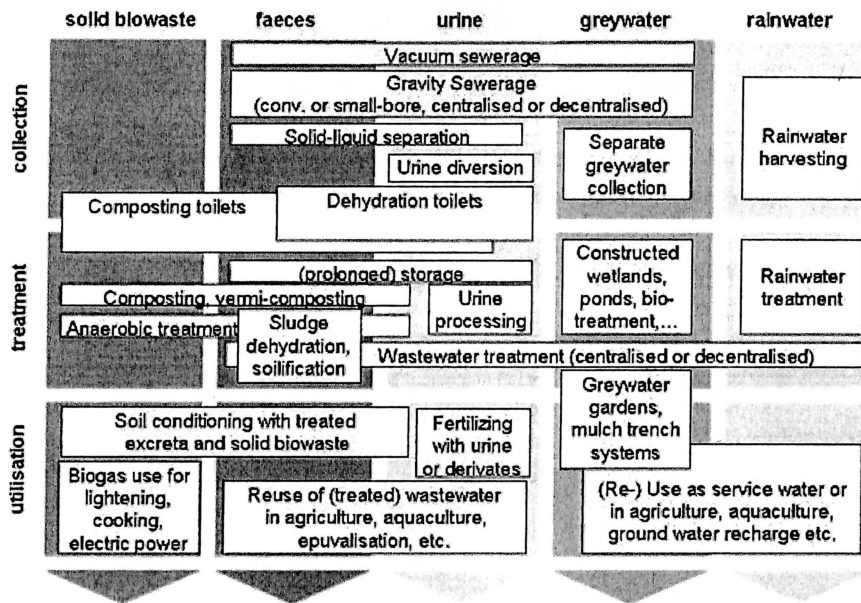 solid biowaste
faeces
urine
greywater
rainwater
collection
Vacuum sewerage
Gravity Sewerage
(conv. or small-bore, centralised or decentralised)
Solid-liquid separation
Urine diversion
Separate
greywater
collection
Rainwater
harvesting
Composting toilets
Dehydration toilets
treatment
(prolonged) storage
Composting, vermi-composting
Urine
processing
Anaerobic treatment
Sludge
dehydration,
soilification
Constructed
wetlands,
ponds, bio-
treatment,...
Rainwater
treatment
Wastewater treatment (centralised or decentralised)
utilisation
Soil conditioning with treated
excreta and solid biowaste
Fertilizing
with urine
or derivates
Greywater
gardens,
mulch trench
systems
Biogas use for
lightening,
cooking,
electric power
Reuse of (treated) wastewater
in agriculture, aquaculture,
epuvalisation, etc.
(Re-) Use as service water or
in agriculture, aquaculture,
ground water recharge etc.